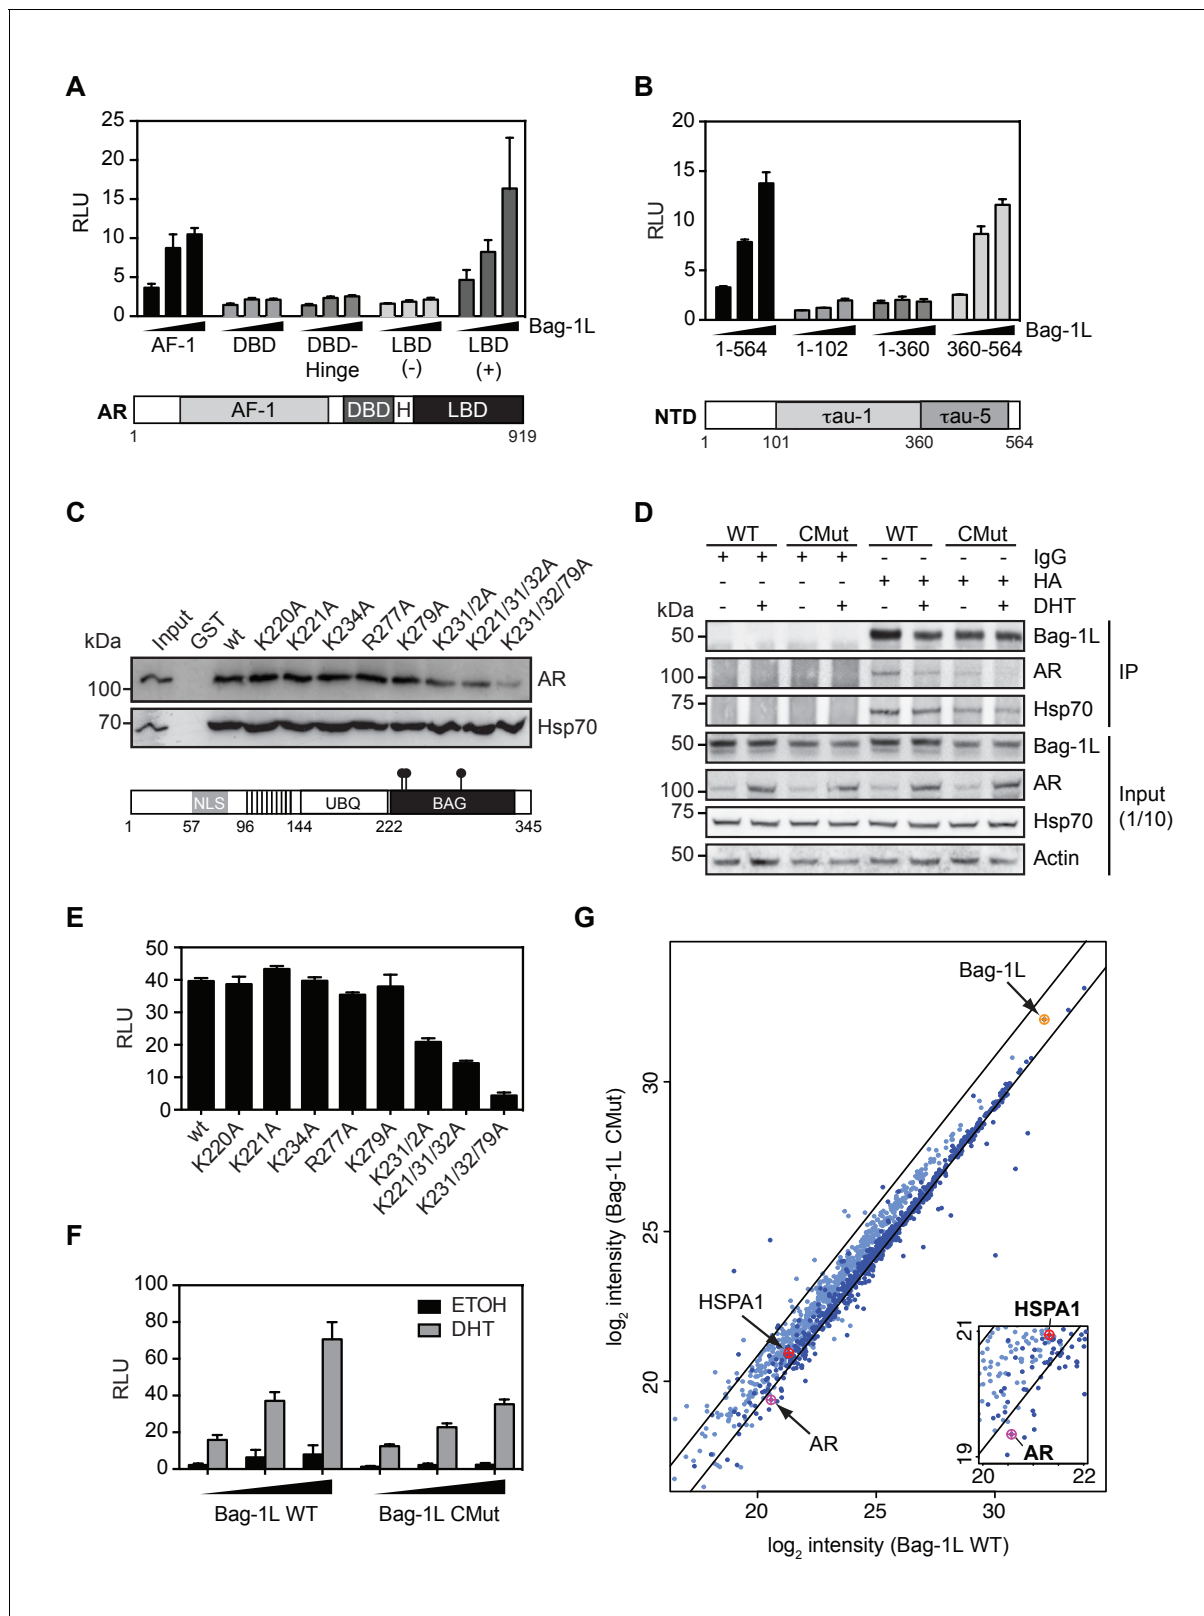 A
25
20
15
10
5
0
RLU
Bag-1L
AF-1
DBD
DBD-
Hinge
LBD
(-)
LBD
(+)
AR
AF-1
DBD
H
LBD
1
919
B
20
15
10
5
0
RLU
Bag-1L
1-564
1-102
1-360
360-564
NTD
τau-1
τau-5
1
101
360
564
C
kDa
Input
GST
wt
K220A
K221A
K234A
R277A
K279A
K231/2A
K221/31/32A
K231/32/79A
100
AR
70
Hsp70
NLS
UBQ
BAG
1
57
96
144
222
345
D
WT
CMut
WT
CMut
+ + + + - - - - IgG
- - - - + + + + HA
- + - + - + - + DHT
kDa
50
Bag-1L
100
AR
75
Hsp70
IP
50
Bag-1L
100
AR
75
Hsp70
50
Actin
Input
(1/10)
E
50
40
30
20
10
0
RLU
wt
K220A
K221A
K234A
R277A
K279A
K231/2A
K221/31/32A
K231/32/79A
F
100
80
60
40
20
0
RLU
ETOH
DHT
Bag-1L WT
Bag-1L CMut
G
Bag-1L
HSPA1
AR
30
25
20
log2 intensity (Bag-1L CMut)
HSPA1
21
19
AR
20
22
20
25
30
log2 intensity (Bag-1L WT)